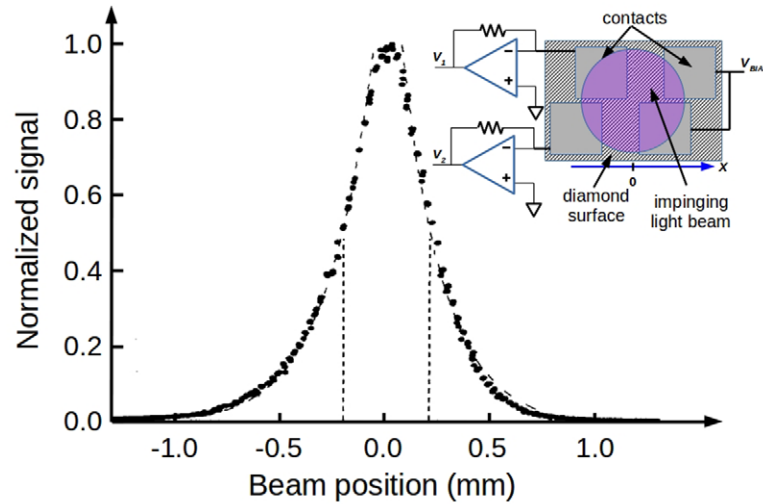 Normalized signal
1.0
0.8
0.6
0.4
0.2
0.0
-1.0
-0.5
0.0
0.5
1.0
Beam position (mm)
contacts
V1
V2
VBIA
x
0
diamond
surface
impinging
light beam